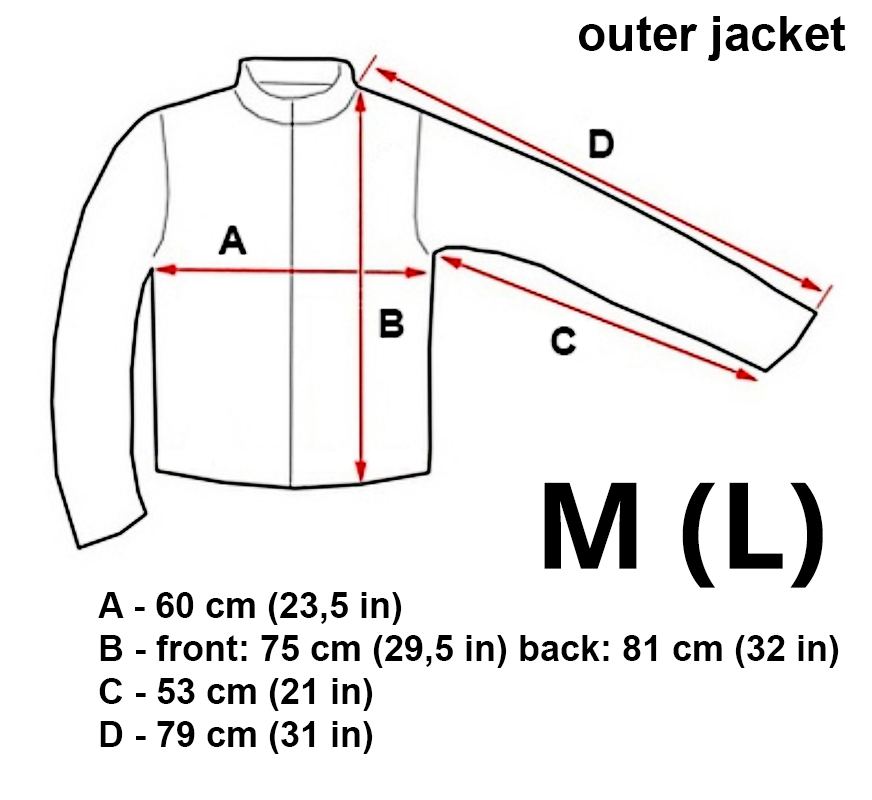 outer jacket
D
A
B
C
M (L)
A - 60 cm (23,5 in)
B - front: 75 cm (29,5 in) back: 81 cm (32 in)
C - 53 cm (21 in)
D - 79 cm (31 in)